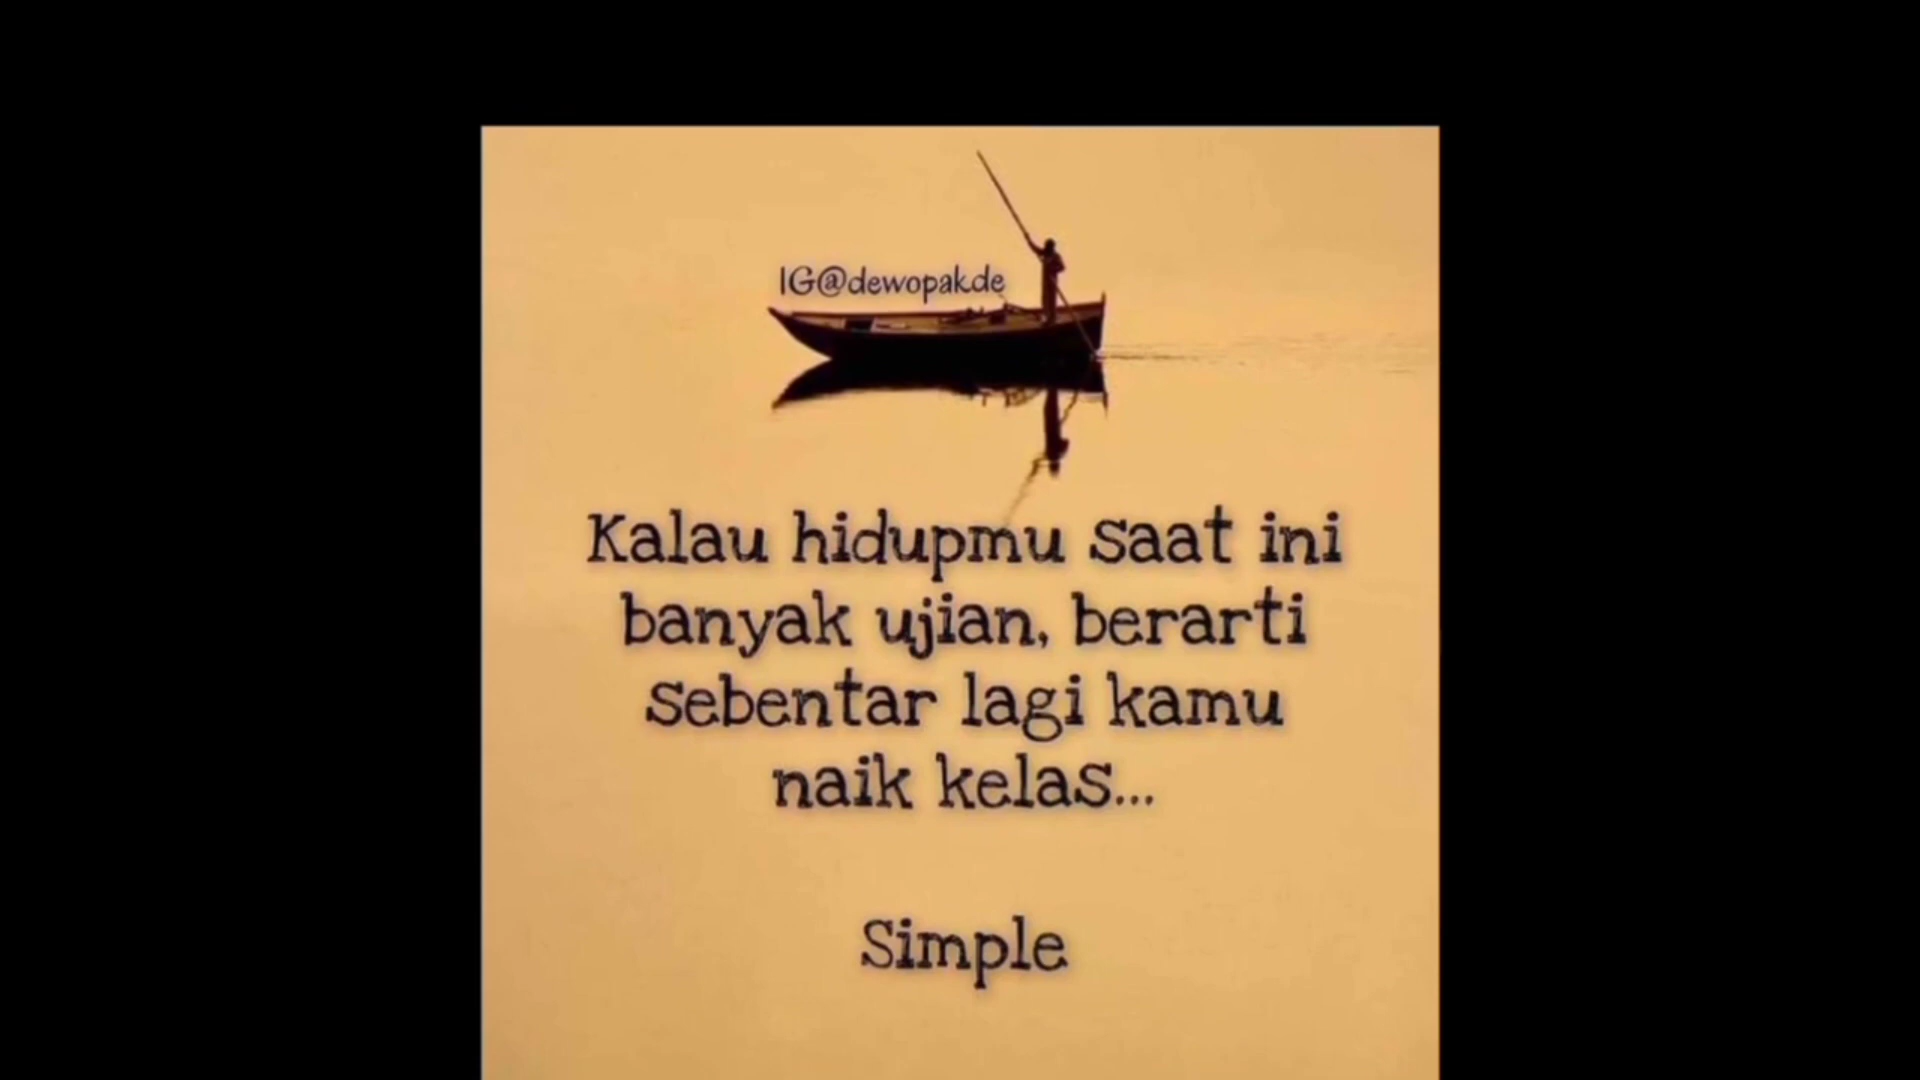 IG@dewopakde
Kalau hidupmu saat ini
banyak ujian, berarti
sebentar lagi kamu
naik kelas...
Simple